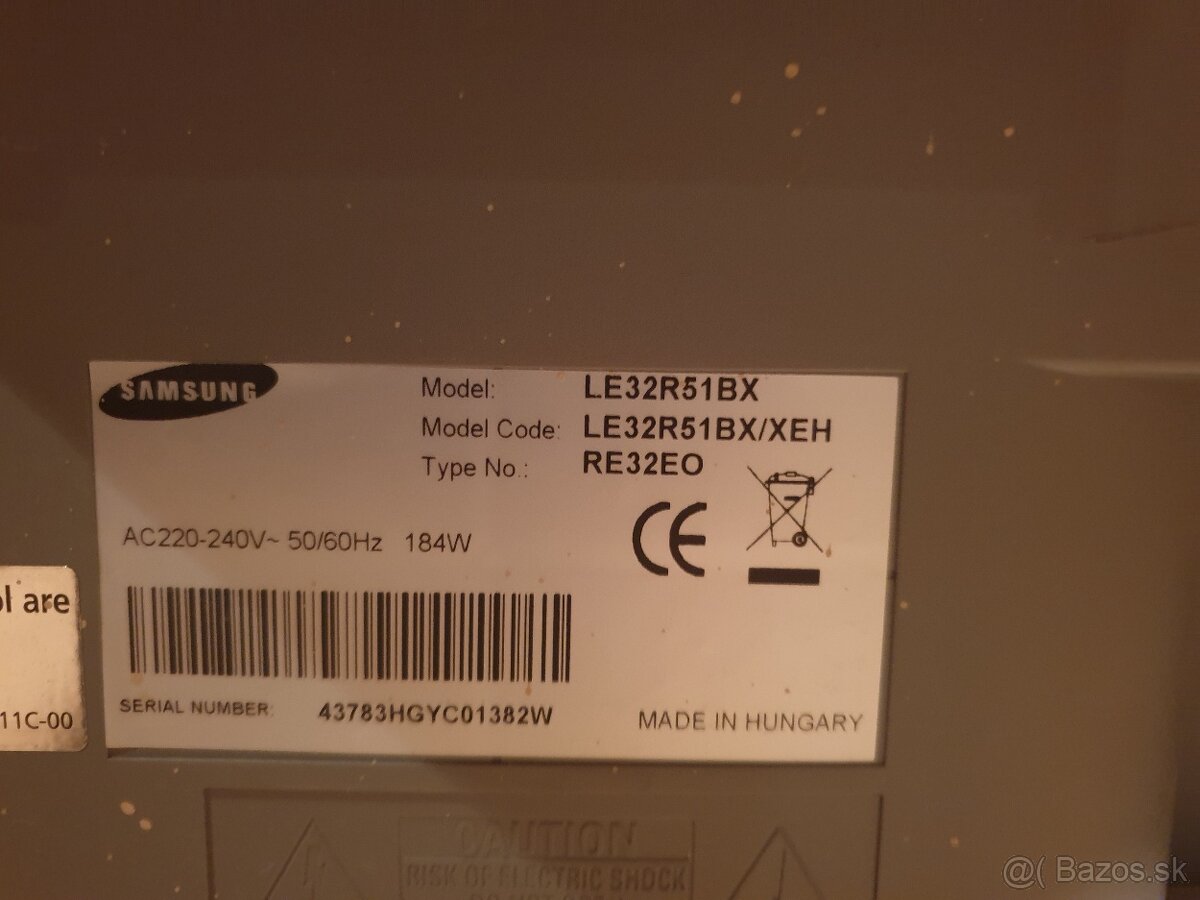 SAMSUNG
Model: LE32R51BX
Model Code: LE32R51BX/XEH
Type No.: RE32EO
AC220-240V~ 50/60Hz 184W
CE
ol are
11C-00
SERIAL NUMBER: 43783HGYC01382W
MADE IN HUNGARY
CAUTION
RISK OF ELECTRIC SHOCK
@( Bazos.sk